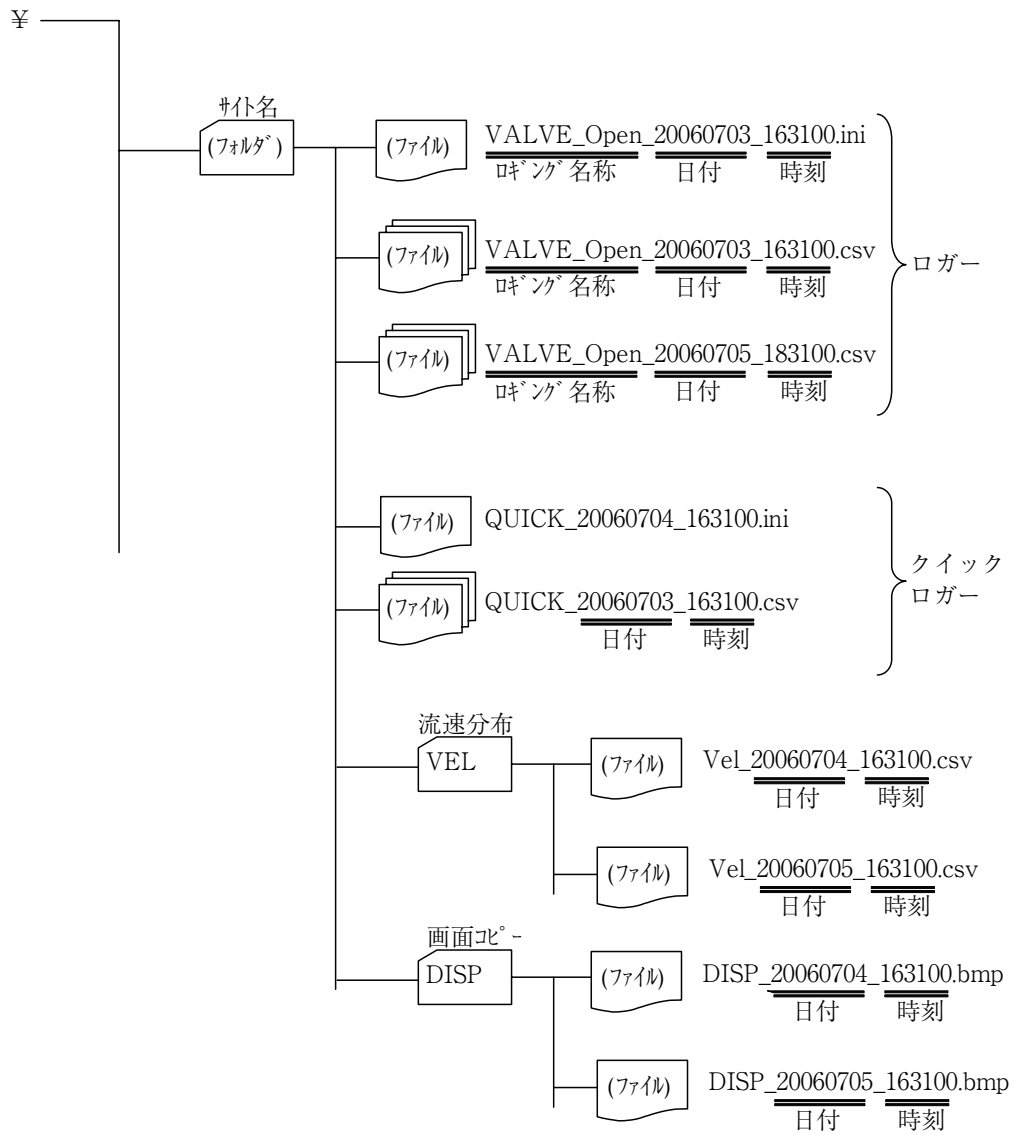 ¥
サイト名
(フォルダ)
(ファイル) VALVE_Open_20060703_163100.ini
ロギング名称 日付 時刻
(ファイル) VALVE_Open_20060703_163100.csv
ロギング名称 日付 時刻
ロガー
(ファイル) VALVE_Open_20060705_183100.csv
ロギング名称 日付 時刻
(ファイル) QUICK_20060704_163100.ini
クイック
ロガー
(ファイル) QUICK_20060703_163100.csv
日付 時刻
流速分布
VEL (ファイル) Vel_20060704_163100.csv
日付 時刻
(ファイル) Vel_20060705_163100.csv
日付 時刻
画面コピー
DISP (ファイル) DISP_20060704_163100.bmp
日付 時刻
(ファイル) DISP_20060705_163100.bmp
日付 時刻